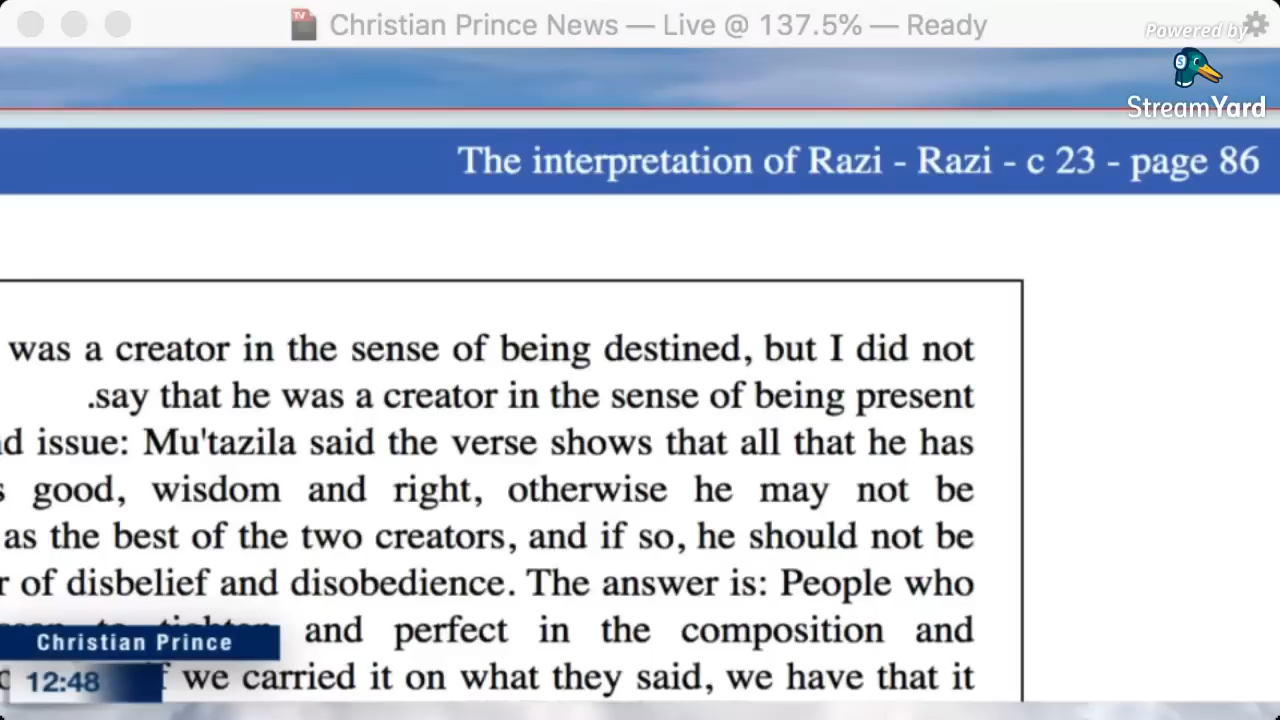 Christian Prince News — Live @ 137.5% — Ready
Powered by
StreamYard
The interpretation of Razi - Razi - c 23 - page 86
was a creator in the sense of being destined, but I did not
.say that he was a creator in the sense of being present
issue: Mu'tazila said the verse shows that all that he has
good, wisdom and right, otherwise he may not be
as the best of the two creators, and if so, he should not be
of disbelief and disobedience. The answer is: People who
and perfect in the composition and
we carried it on what they said, we have that it
Christian Prince
12:48